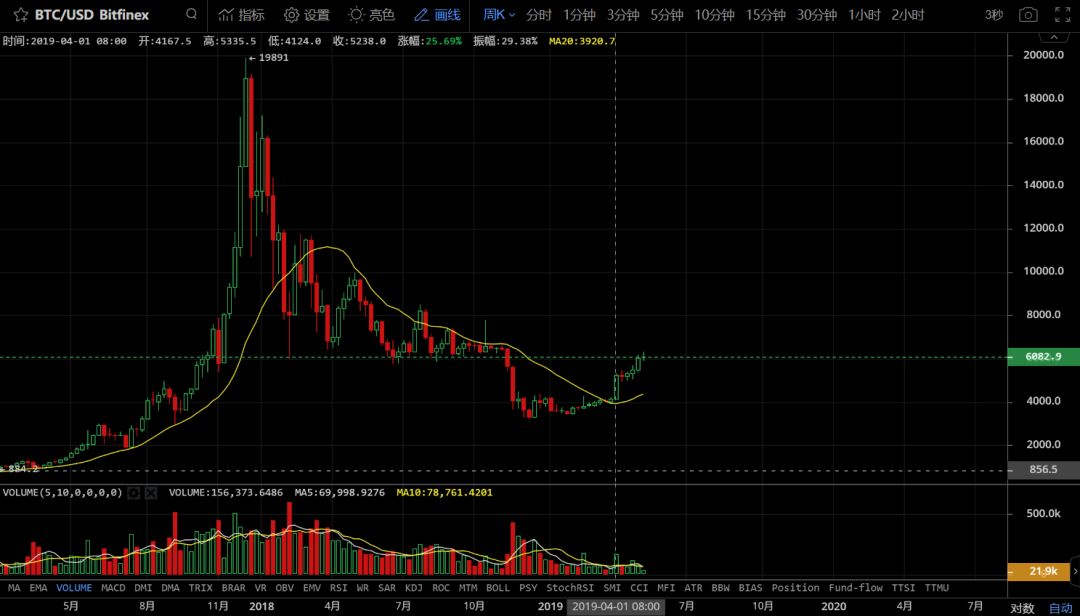 BTC/USD Bitfinex 指标 设置 亮色 画线 周K 分时 1分钟 3分钟 5分钟 10分钟 15分钟 30分钟 1小时 2小时 3秒
时间:2019-04-01 08:00 开:4167.5 高:5335.5 低:4124.0 收:5238.0 涨幅:25.69% 振幅:29.38% MA20:3920.7
20000.0
19891
18000.0
16000.0
14000.0
12000.0
10000.0
8000.0
6082.9
4000.0
2000.0
884.2
856.5
VOLUME(5,10,0,0,0,0) VOLUME:156,373.6486 MA5:69,998.9276 MA10:78,761.4201
500.0k
21.9k
MA EMA VOLUME MACD DMI DMA TRIX BRAR VR OBV EMV RSI WR SAR KDJ ROC MTM BOLL PSY StochRSI SMI CCI MFI ATR BBW BIAS Position Fund-flow TTSI TTMU
5月 8月 11月 2018 4月 7月 10月 2019 2019-04-01 08:00 7月 10月 2020 4月 7月 对数 自动